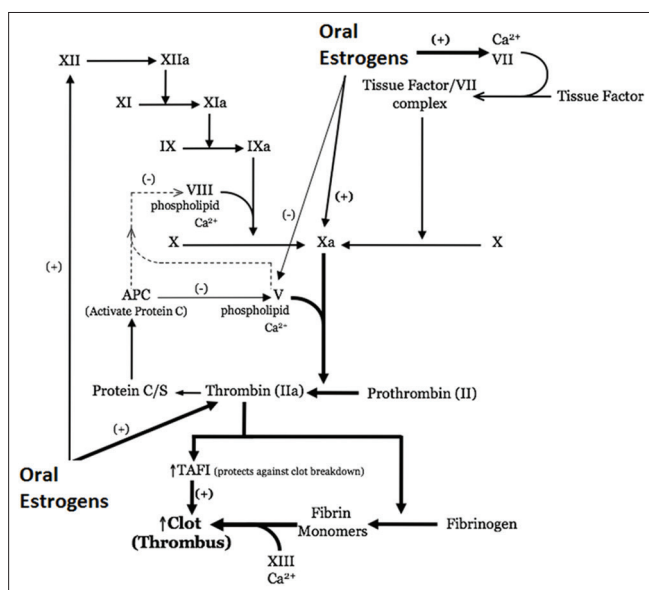 Oral
Estrogens
(+)
Ca²⁺
VII
XII
XIIa
Tissue Factor/VII
complex
Tissue Factor
XI
XIa
IX
IXa
(-)
VIII
phospholipid
Ca²⁺
(-)
(+)
X
Xa
X
(+)
APC
(Activate Protein C)
(-)
V
phospholipid
Ca²⁻
Protein C/S
Thrombin (IIa)
Prothrombin (II)
(+)
Oral
Estrogens
↑TAFI (protects against clot breakdown)
(+)
↑Clot
(Thrombus)
Fibrin
Monomers
Fibrinogen
XIII
Ca²⁺